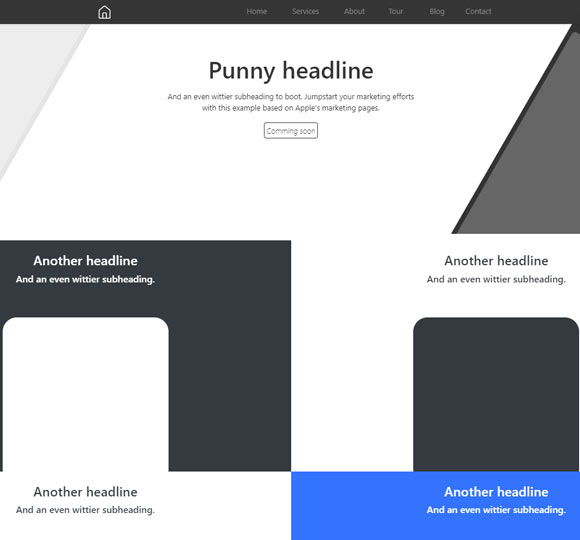 Home Services About Tour Blog Contact
Punny headline
And an even wittier subheading to boot. Jumpstart your marketing efforts
with this example based on Apple's marketing pages.
Comming soon
Another headline
And an even wittier subheading.
Another headline
And an even wittier subheading.
Another headline
And an even wittier subheading.
Another headline
And an even wittier subheading.